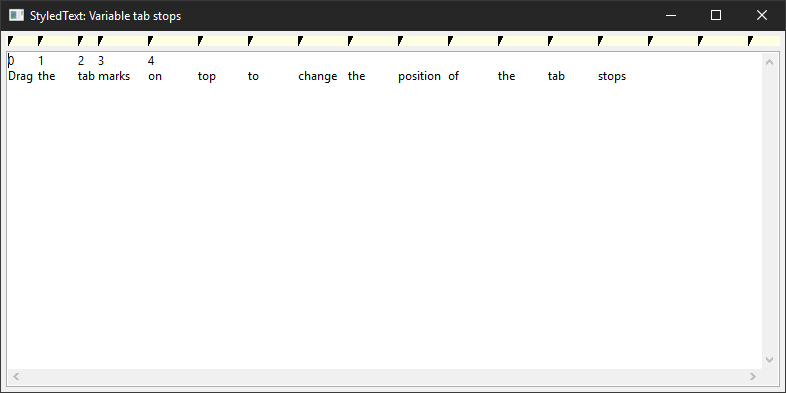 StyledText: Variable tab stops
0 1 2 3 4
Drag the tab marks on top to change the position of the tab stops